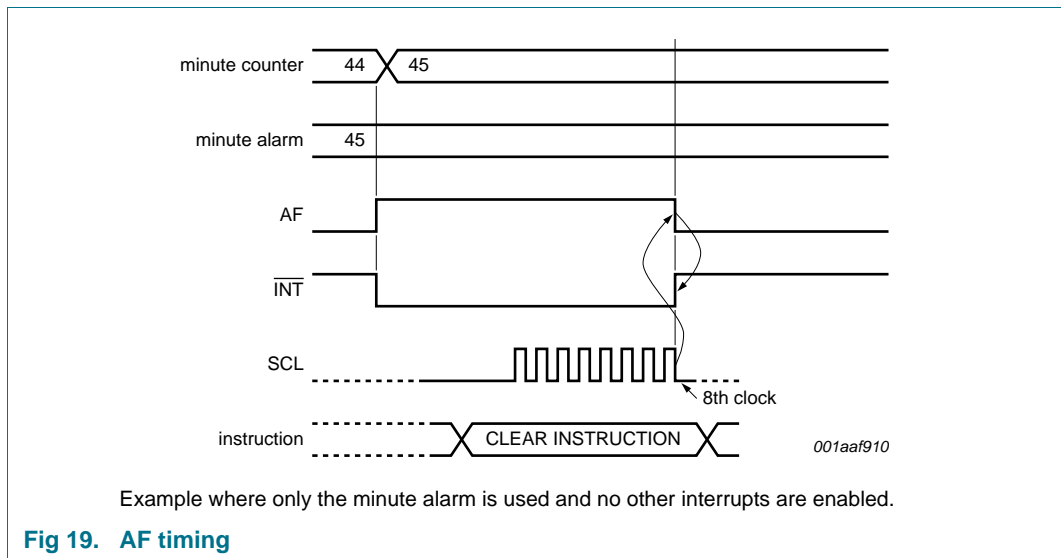 minute counter 44 45
minute alarm 45
AF
INT
SCL
8th clock
instruction CLEAR INSTRUCTION
001aaf910
Example where only the minute alarm is used and no other interrupts are enabled.
Fig 19. AF timing